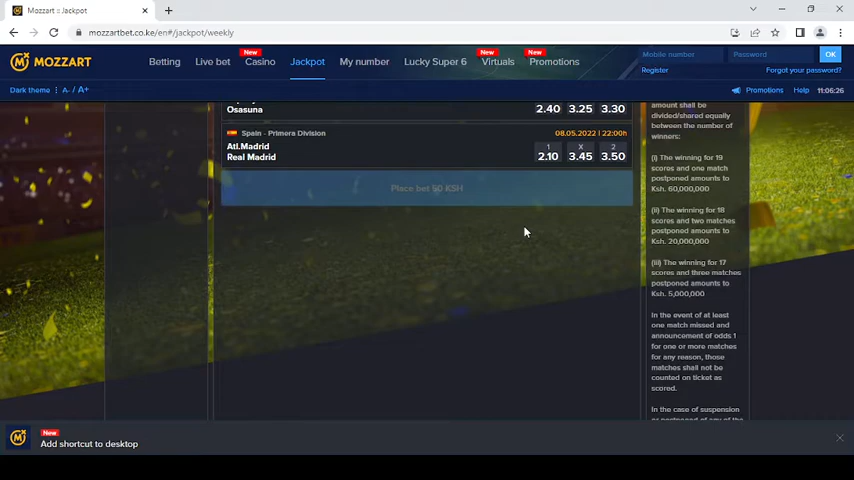 Mozzart :: Jackpot
mozzartbet.co.ke/en#/jackpot/weekly
MOZZART
Betting
Live bet
New
Casino
Jackpot
My number
Lucky Super 6
New
Virtuals
New
Promotions
Mobile number
Password
OK
Register
Forgot your password?
Dark theme
A- / A+
Promotions
Help
11:06:26
Osasuna
2.40 3.25 3.30
Spain - Primera Division
08.05.2022 | 22:00h
Atl.Madrid
Real Madrid
1 X 2
2.10 3.45 3.50
Place bet 50 KSH
amount shall be
divided/shared equally
between the number of
winners:
(i) The winning for 19
scores and one match
postponed amounts to
Ksh. 60,000,000
(ii) The winning for 18
scores and two matches
postponed amounts to
Ksh. 20,000,000
(iii) The winning for 17
scores and three matches
postponed amounts to
Ksh. 5,000,000
In the event of at least
one match missed and
announcement of odds 1
for one or more matches
for any reason, those
matches shall not be
counted on ticket as
scored.
In the case of suspension
New
Add shortcut to desktop